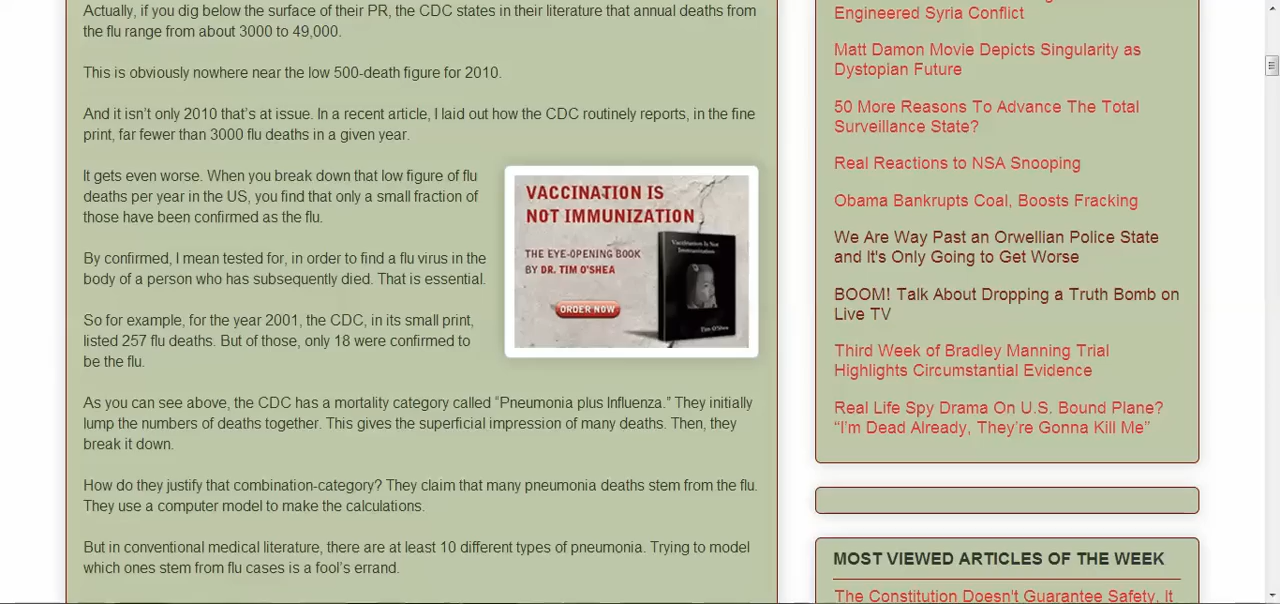 Actually, if you dig below the surface of their PR, the CDC states in their literature that annual deaths from
the flu range from about 3000 to 49,000.
This is obviously nowhere near the low 500-death figure for 2010.
And it isn’t only 2010 that’s at issue. In a recent article, I laid out how the CDC routinely reports, in the fine
print, far fewer than 3000 flu deaths in a given year.
It gets even worse. When you break down that low figure of flu
deaths per year in the US, you find that only a small fraction of
those have been confirmed as the flu.
By confirmed, I mean tested for, in order to find a flu virus in the
body of a person who has subsequently died. That is essential.
So for example, for the year 2001, the CDC, in its small print,
listed 257 flu deaths. But of those, only 18 were confirmed to
be the flu.
VACCINATION IS
NOT IMMUNIZATION
THE EYE-OPENING BOOK
BY DR. TIM O'SHEA
ORDER NOW
Vaccination Is Not
Immunization
Tim O'Shea
As you can see above, the CDC has a mortality category called “Pneumonia plus Influenza.” They initially
lump the numbers of deaths together. This gives the superficial impression of many deaths. Then, they
break it down.
How do they justify that combination-category? They claim that many pneumonia deaths stem from the flu.
They use a computer model to make the calculations.
But in conventional medical literature, there are at least 10 different types of pneumonia. Trying to model
which ones stem from flu cases is a fool’s errand.
Engineered Syria Conflict
Matt Damon Movie Depicts Singularity as
Dystopian Future
50 More Reasons To Advance The Total
Surveillance State?
Real Reactions to NSA Snooping
Obama Bankrupts Coal, Boosts Fracking
We Are Way Past an Orwellian Police State
and It's Only Going to Get Worse
BOOM! Talk About Dropping a Truth Bomb on
Live TV
Third Week of Bradley Manning Trial
Highlights Circumstantial Evidence
Real Life Spy Drama On U.S. Bound Plane?
“I’m Dead Already, They’re Gonna Kill Me”
MOST VIEWED ARTICLES OF THE WEEK
The Constitution Doesn't Guarantee Safety, It